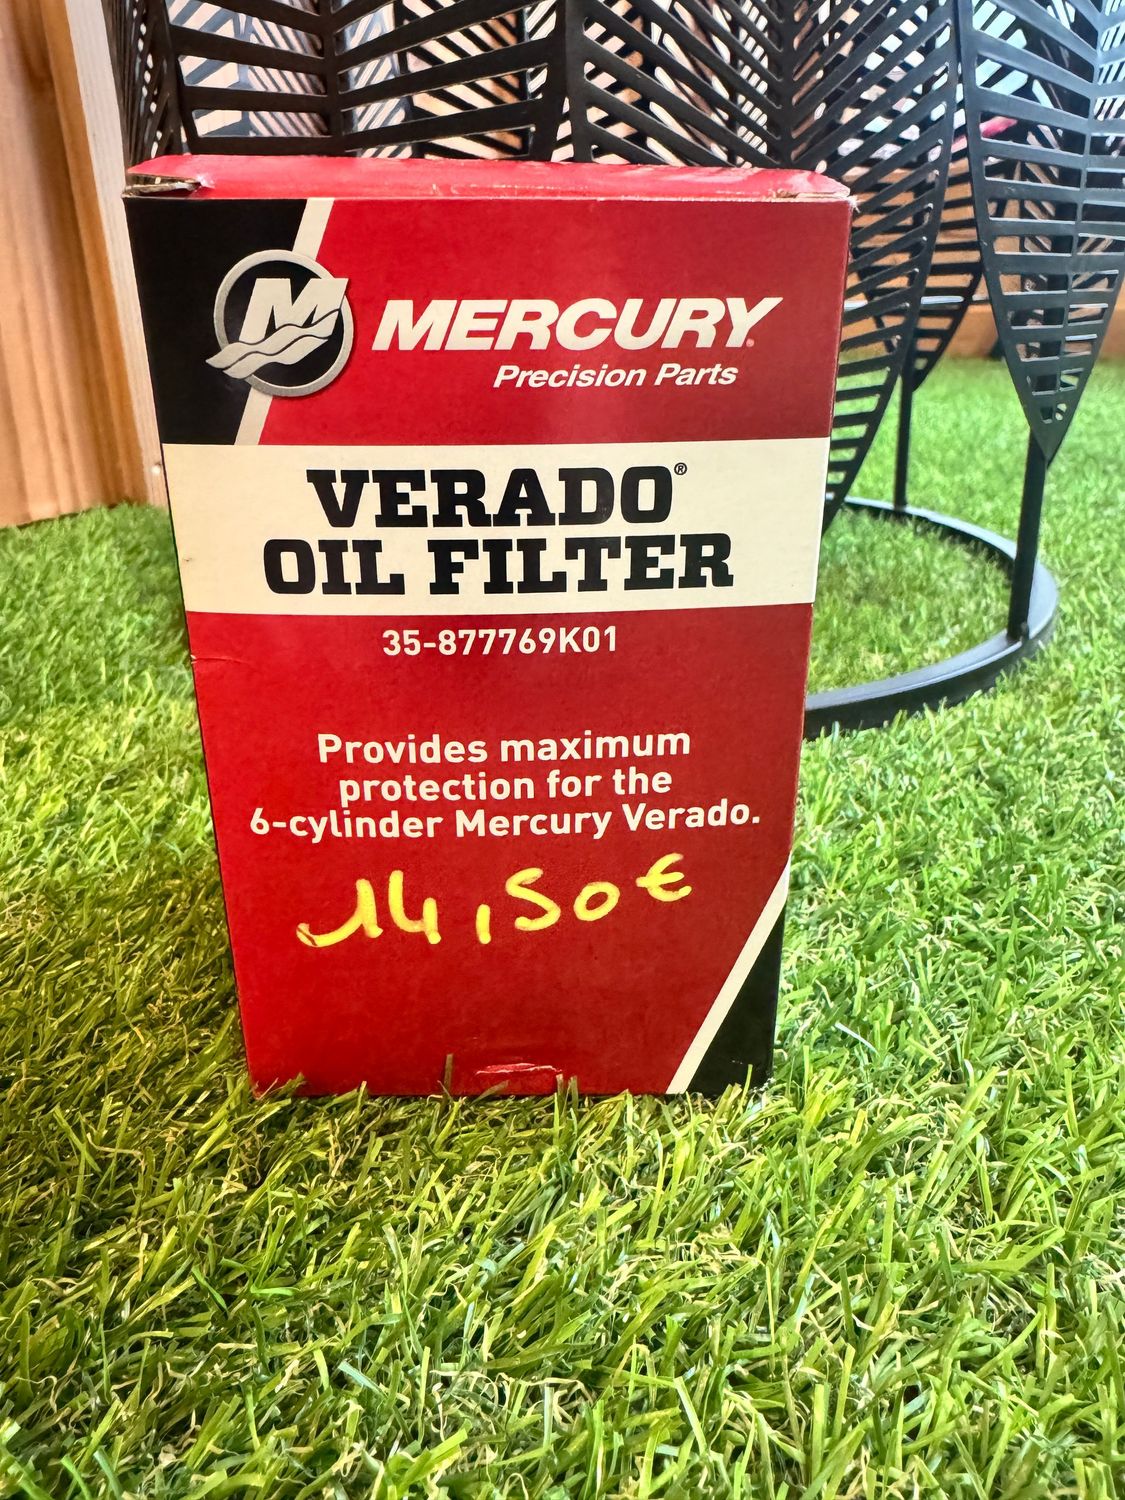 MERCURY
Precision Parts
VERADO®
OIL FILTER
35-877769K01
Provides maximum
protection for the
6-cylinder Mercury Verado.
14,50€